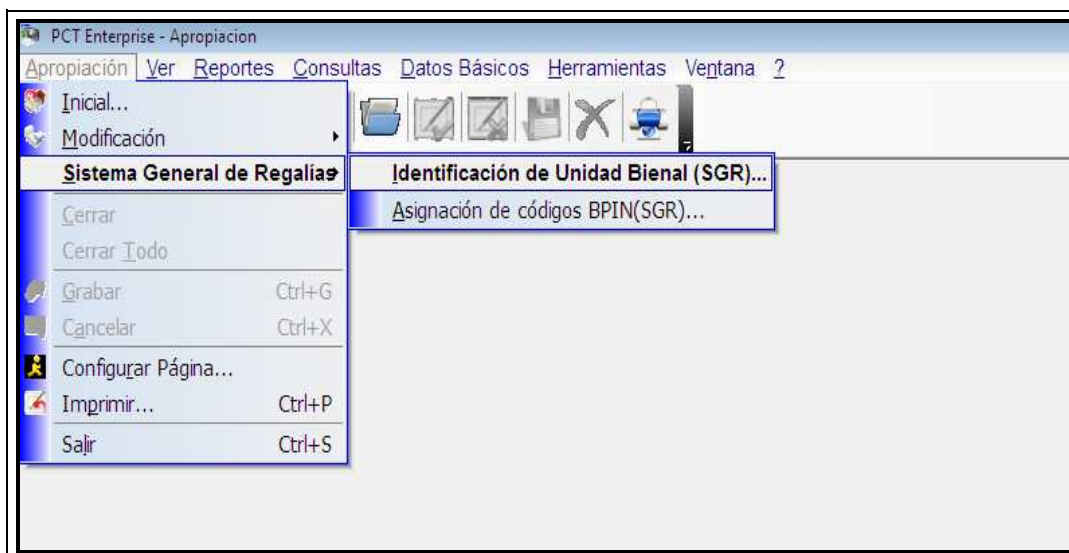 PCT Enterprise - Apropiacion
Apropiación Ver Reportes Consultas Datos Básicos Herramientas Ventana ?
Inicial...
Modificación
Sistema General de Regalías
Identificación de Unidad Bienal (SGR)...
Asignación de códigos BPIN(SGR)...
Cerrar
Cerrar Todo
Grabar Ctrl+G
Cancelar Ctrl+X
Configurar Página...
Imprimir... Ctrl+P
Salir Ctrl+S